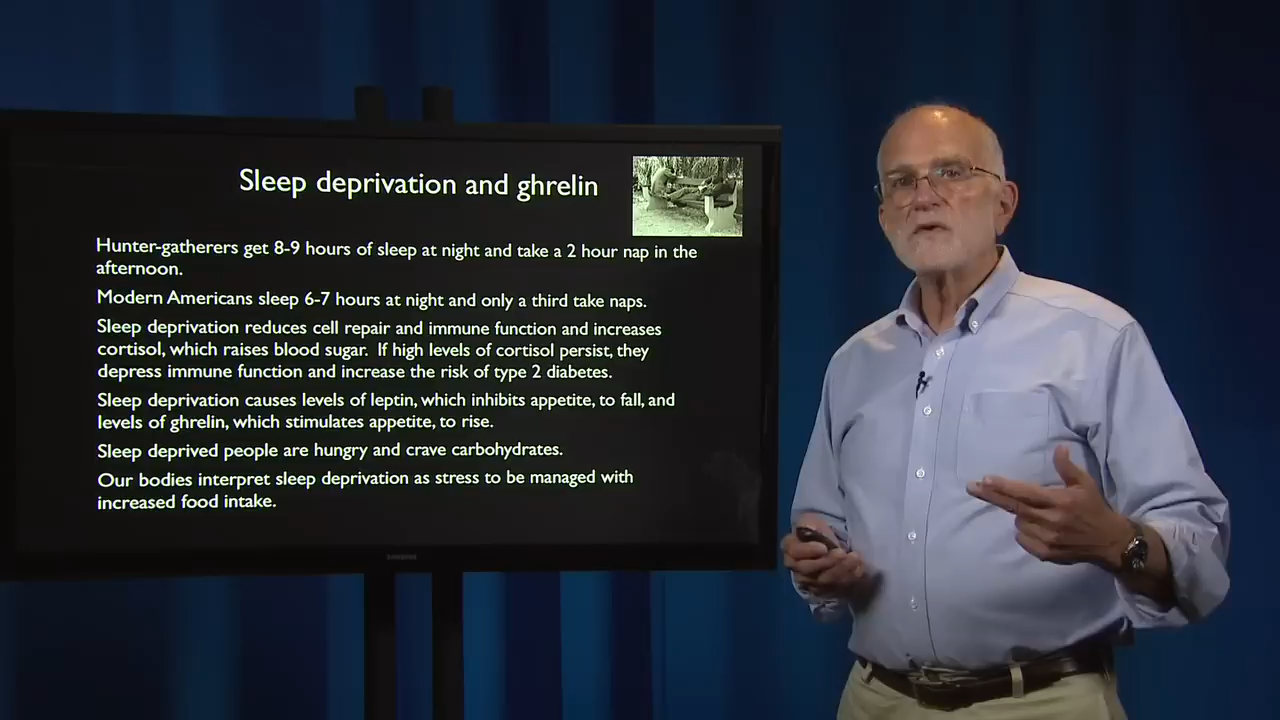 Sleep deprivation and ghrelin
Hunter-gatherers get 8-9 hours of sleep at night and take a 2 hour nap in the
afternoon.
Modern Americans sleep 6-7 hours at night and only a third take naps.
Sleep deprivation reduces cell repair and immune function and increases
cortisol, which raises blood sugar. If high levels of cortisol persist, they
depress immune function and increase the risk of type 2 diabetes.
Sleep deprivation causes levels of leptin, which inhibits appetite, to fall, and
levels of ghrelin, which stimulates appetite, to rise.
Sleep deprived people are hungry and crave carbohydrates.
Our bodies interpret sleep deprivation as stress to be managed with
increased food intake.
SAMSUNG